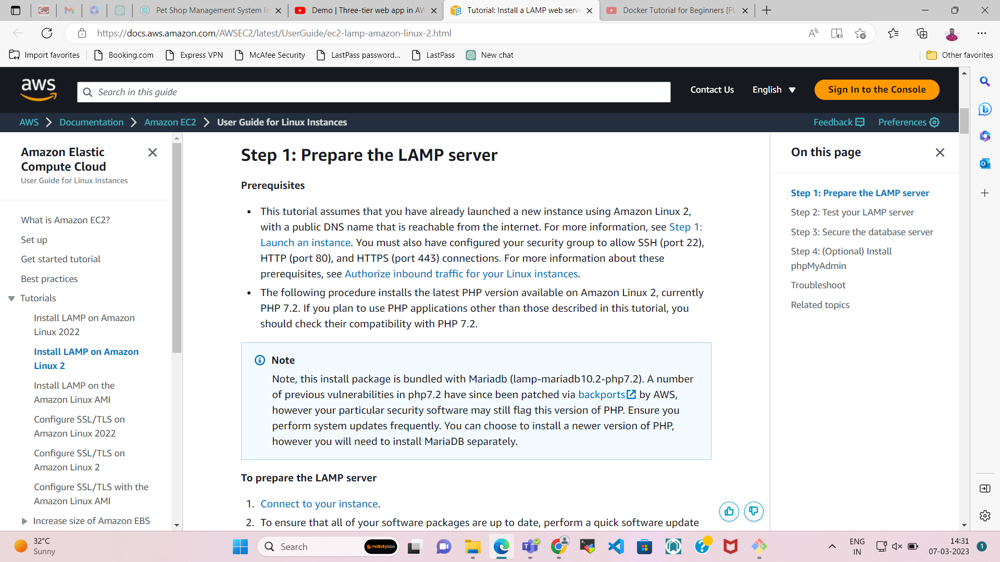 Pet Shop Management System In
Demo | Three-tier web app in AW
Tutorial: Install a LAMP web serve
Docker Tutorial for Beginners [FU
https://docs.aws.amazon.com/AWSEC2/latest/UserGuide/ec2-lamp-amazon-linux-2.html
Import favorites
Booking.com
Express VPN
McAfee Security
LastPass password...
LastPass
New chat
Other favorites
aws
Search in this guide
Contact Us
English
Sign In to the Console
AWS
Documentation
Amazon EC2
User Guide for Linux Instances
Feedback
Preferences
Amazon Elastic
Compute Cloud
User Guide for Linux Instances
What is Amazon EC2?
Set up
Get started tutorial
Best practices
Tutorials
Install LAMP on Amazon
Linux 2022
Install LAMP on Amazon
Linux 2
Install LAMP on the
Amazon Linux AMI
Configure SSL/TLS on
Amazon Linux 2022
Configure SSL/TLS on
Amazon Linux 2
Configure SSL/TLS with the
Amazon Linux AMI
Increase size of Amazon EBS
Step 1: Prepare the LAMP server
Prerequisites
• This tutorial assumes that you have already launched a new instance using Amazon Linux 2,
with a public DNS name that is reachable from the internet. For more information, see Step 1:
Launch an instance. You must also have configured your security group to allow SSH (port 22),
HTTP (port 80), and HTTPS (port 443) connections. For more information about these
prerequisites, see Authorize inbound traffic for your Linux instances.
• The following procedure installs the latest PHP version available on Amazon Linux 2, currently
PHP 7.2. If you plan to use PHP applications other than those described in this tutorial, you
should check their compatibility with PHP 7.2.
Note
Note, this install package is bundled with Mariadb (lamp-mariadb10.2-php7.2). A number
of previous vulnerabilities in php7.2 have since been patched via backports by AWS,
however your particular security software may still flag this version of PHP. Ensure you
perform system updates frequently. You can choose to install a newer version of PHP,
however you will need to install MariaDB separately.
To prepare the LAMP server
1. Connect to your instance.
2. To ensure that all of your software packages are up to date, perform a quick software update
On this page
Step 1: Prepare the LAMP server
Step 2: Test your LAMP server
Step 3: Secure the database server
Step 4: (Optional) Install
phpMyAdmin
Troubleshoot
Related topics
32°C
Sunny
Search
motivitylabs
ENG
IN
14:31
07-03-2023
1